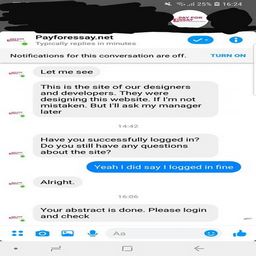 25% 16:24
PAY FOR
ESSAY
Payforessay.net
Typically replies in minutes
Notifications for this conversation are off. TURN ON
Let me see
This is the site of our designers
and developers. They were
designing this website. If I'm not
mistaken. But I'll ask my manager
later
14:42
Have you successfully logged in?
Do you still have any questions
about the site?
Yeah I did say I logged in fine
Alright.
16:06
Your abstract is done. Please login
and check
Aa